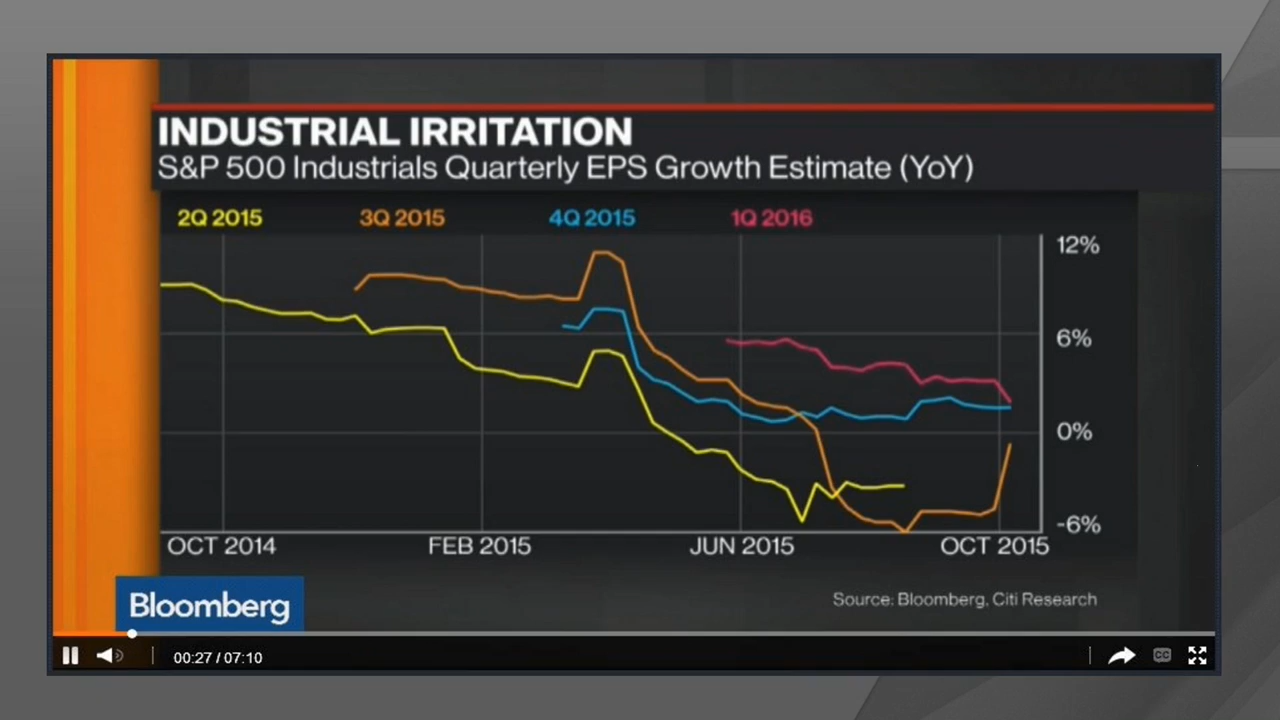 INDUSTRIAL IRRITATION
S&P 500 Industrials Quarterly EPS Growth Estimate (YoY)
2Q 2015 3Q 2015 4Q 2015 1Q 2016
12%
6%
0%
-6%
OCT 2014 FEB 2015 JUN 2015 OCT 2015
Source: Bloomberg, Citi Research
Bloomberg
00:27 / 07:10
CC